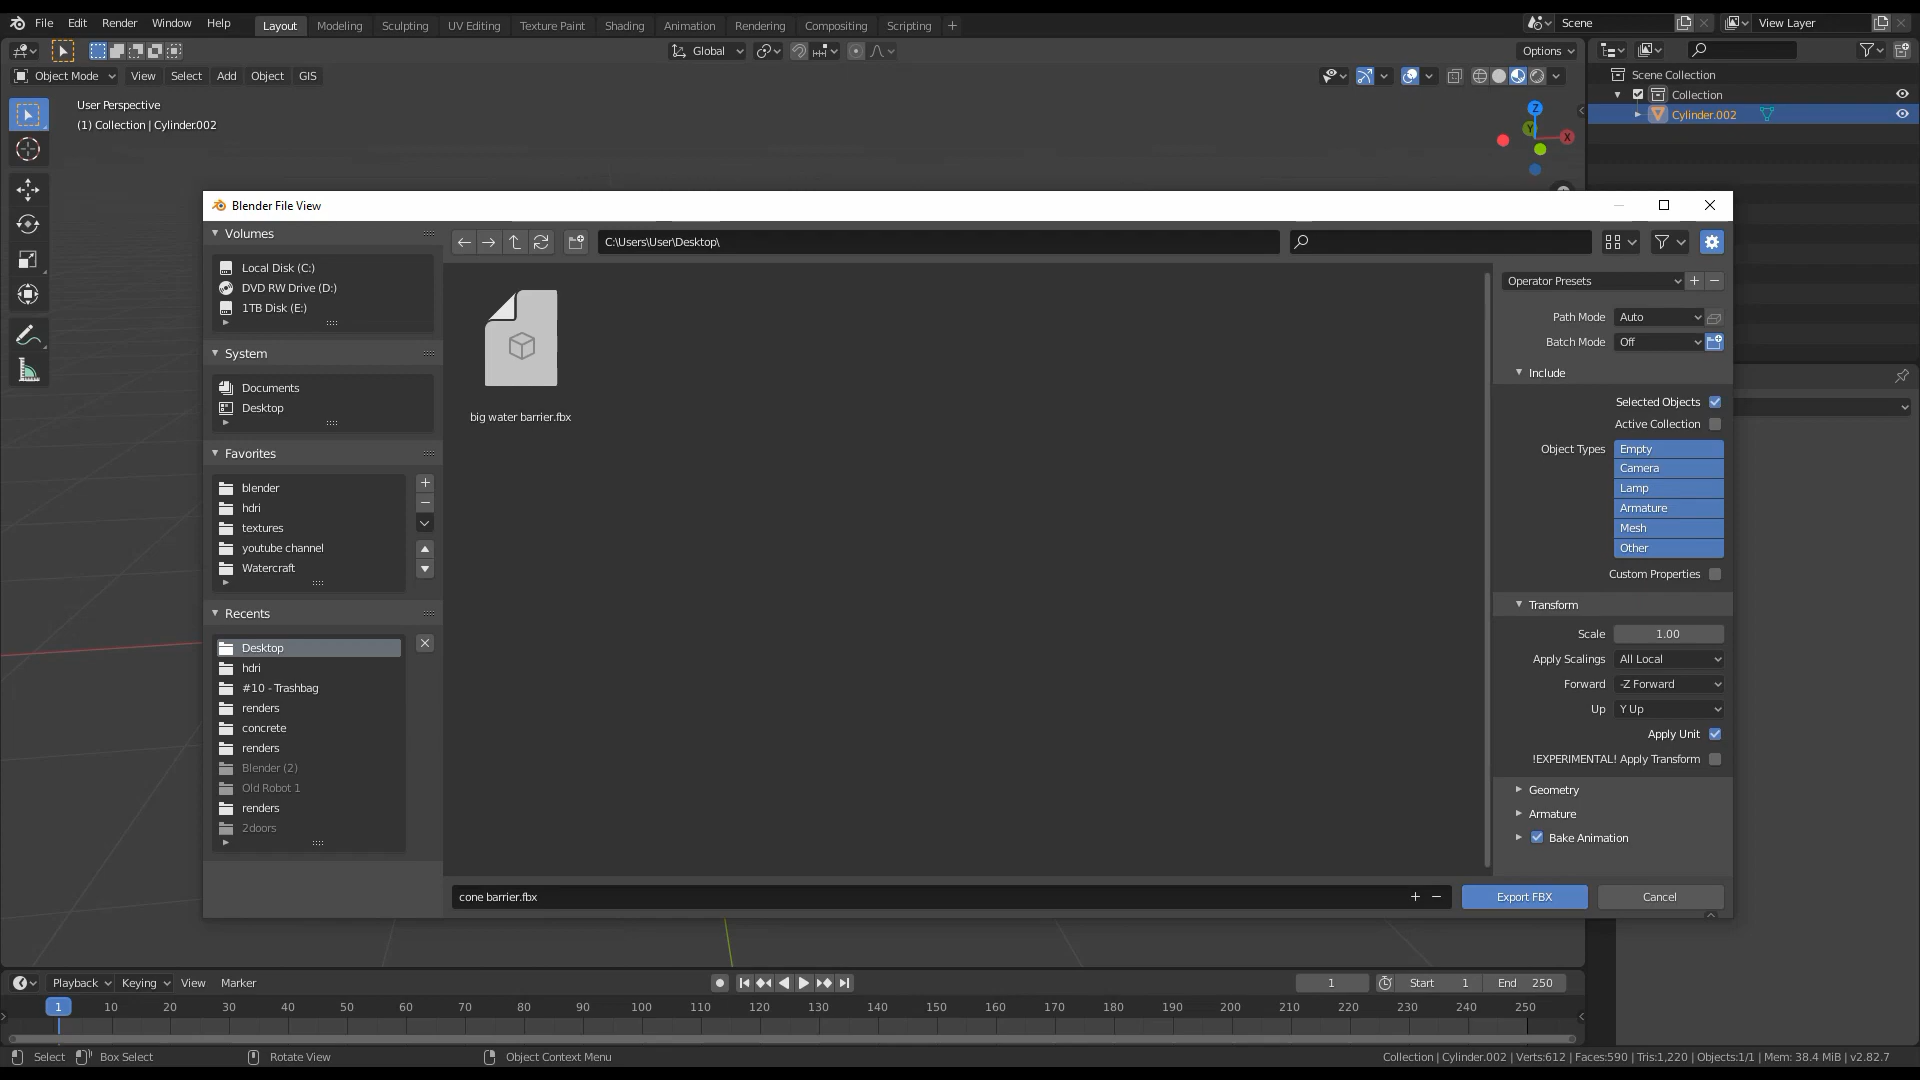 File Edit Render Window Help Layout Modeling Sculpting UV Editing Texture Paint Shading Animation Rendering Compositing Scripting + Scene View Layer
Global Options
Object Mode View Select Add Object GIS
User Perspective
(1) Collection | Cylinder.002
Z
Y
X
Scene Collection
Collection
Cylinder.002
Blender File View
Volumes
Local Disk (C:)
DVD RW Drive (D:)
1TB Disk (E:)
System
Documents
Desktop
Favorites
blender
hdri
textures
youtube channel
Watercraft
Recents
Desktop
hdri
#10 - Trashbag
renders
concrete
renders
Blender (2)
Old Robot 1
renders
2doors
C:\Users\User\Desktop\
big water barrier.fbx
Operator Presets
Path Mode Auto
Batch Mode Off
Include
Selected Objects
Active Collection
Object Types Empty
Camera
Lamp
Armature
Mesh
Other
Custom Properties
Transform
Scale 1.00
Apply Scalings All Local
Forward -Z Forward
Up Y Up
Apply Unit
!EXPERIMENTAL! Apply Transform
Geometry
Armature
Bake Animation
cone barrier.fbx
Export FBX Cancel
Playback Keying View Marker 1 Start 1 End 250
1 10 20 30 40 50 60 70 80 90 100 110 120 130 140 150 160 170 180 190 200 210 220 230 240 250
Select Box Select Rotate View Object Context Menu Collection | Cylinder.002 | Verts:612 | Faces:590 | Tris:1,220 | Objects:1/1 | Mem: 38.4 MiB | v2.82.7